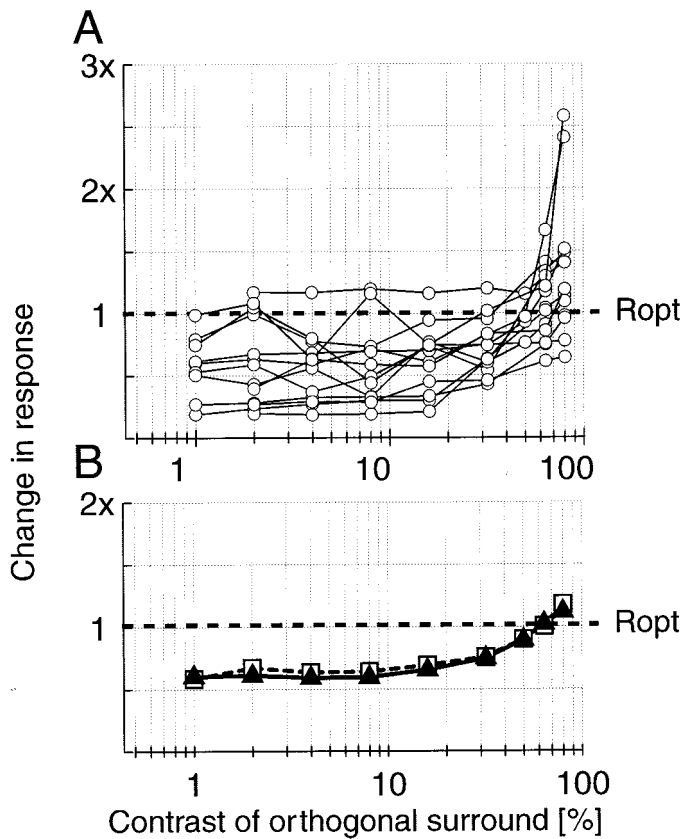 A
3x
2x
1
Ropt
1 10 100
Change in response
B
2x
1
Ropt
1 10 100
Contrast of orthogonal surround [%]